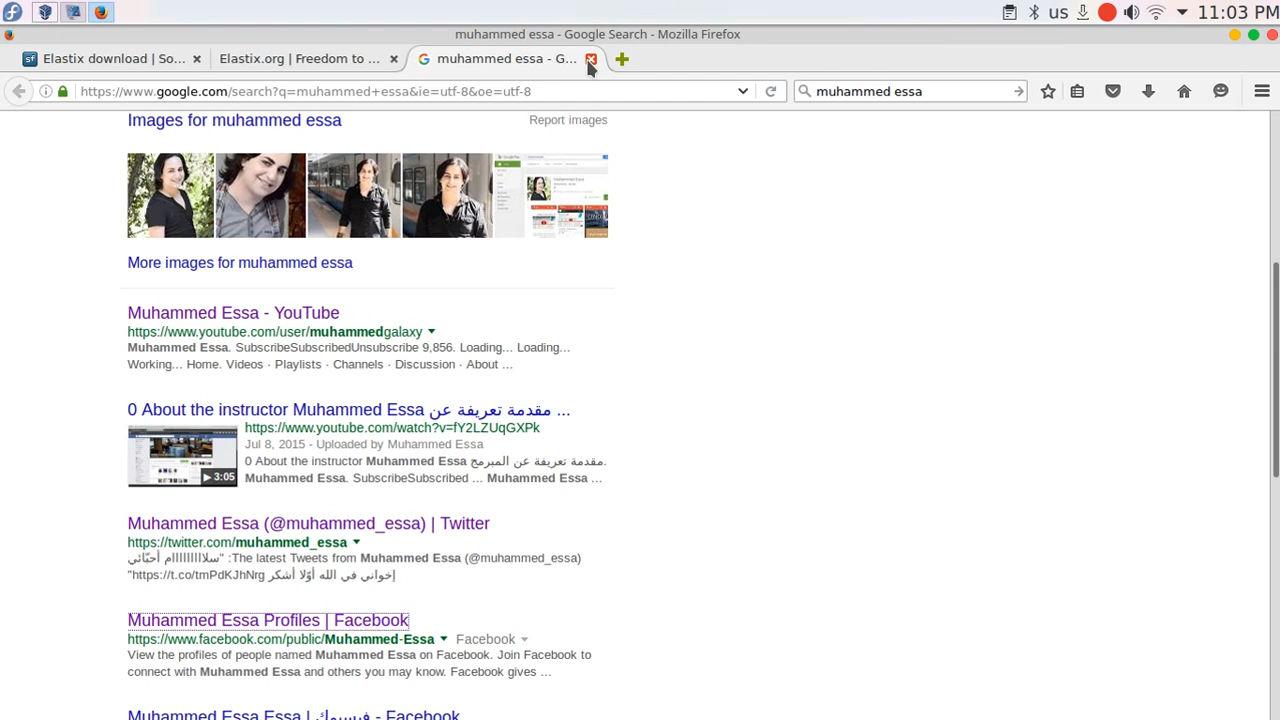 us
11:03 PM
muhammed essa - Google Search - Mozilla Firefox
Elastix download | So...
Elastix.org | Freedom to ...
muhammed essa - G...
https://www.google.com/search?q=muhammed+essa&ie=utf-8&oe=utf-8
muhammed essa
Images for muhammed essa
Report images
More images for muhammed essa
Muhammed Essa - YouTube
https://www.youtube.com/user/muhammedgalaxy
Muhammed Essa. SubscribeSubscribedUnsubscribe 9,856. Loading... Loading...
Working... Home. Videos · Playlists · Channels · Discussion · About ...
0 About the instructor Muhammed Essa مقدمة تعريفة عن ...
https://www.youtube.com/watch?v=fY2LZUqGXPk
Jul 8, 2015 - Uploaded by Muhammed Essa
0 About the instructor Muhammed Essa مقدمة تعريفة عن المبرمج.
Muhammed Essa. SubscribeSubscribed ... Muhammed Essa ...
3:05
Muhammed Essa (@muhammed_essa) | Twitter
https://twitter.com/muhammed_essa
The latest Tweets from Muhammed Essa (@muhammed_essa): "سلااااااااام أحبّائي
إخواني في الله أوّلا أشكر https://t.co/tmPdKJhNrg"
Muhammed Essa Profiles | Facebook
https://www.facebook.com/public/Muhammed-Essa
Facebook
View the profiles of people named Muhammed Essa on Facebook. Join Facebook to
connect with Muhammed Essa and others you may know. Facebook gives ...
Muhammed Essa Essa | فيسبوك - Facebook